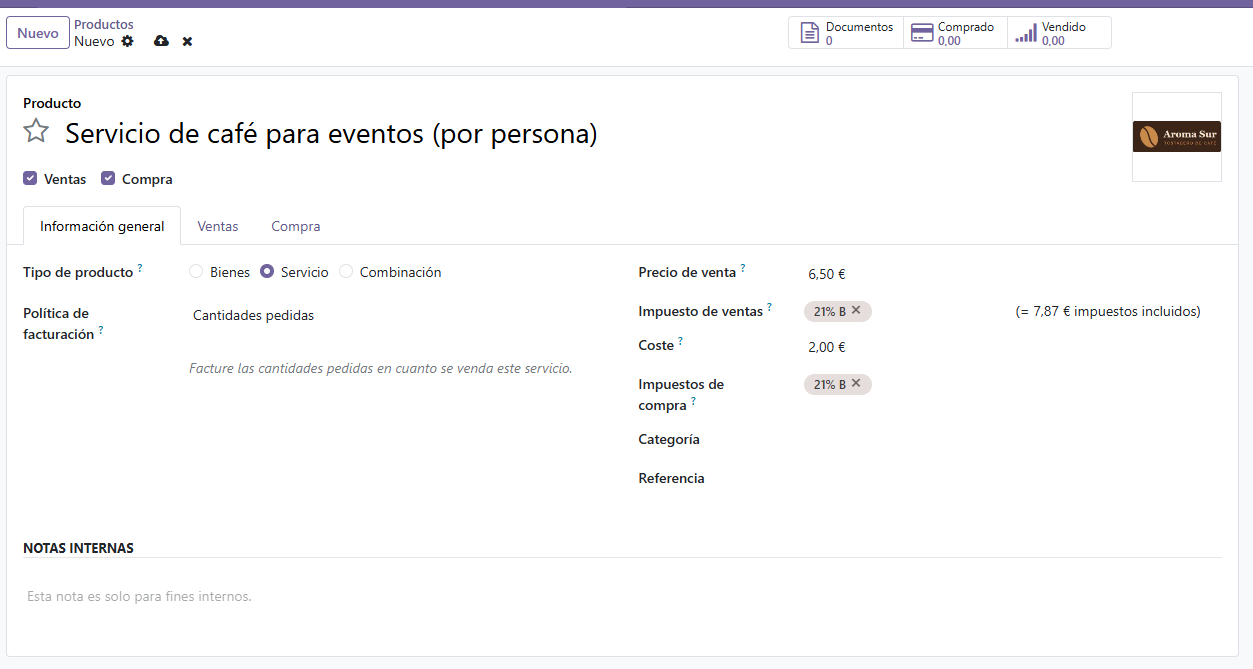 Nuevo
Productos
Nuevo
Documentos
0
Comprado
0,00
Vendido
0,00
Producto
Servicio de café para eventos (por persona)
Aroma Sur
TOSTADERO DE CAFÉ
Ventas
Compra
Información general
Ventas
Compra
Tipo de producto ?
Bienes
Servicio
Combinación
Política de
facturación ?
Cantidades pedidas
Facture las cantidades pedidas en cuanto se venda este servicio.
Precio de venta ?
6,50 €
Impuesto de ventas ?
21% B
(= 7,87 € impuestos incluidos)
Coste ?
2,00 €
Impuestos de
compra ?
21% B
Categoría
Referencia
NOTAS INTERNAS
Esta nota es solo para fines internos.